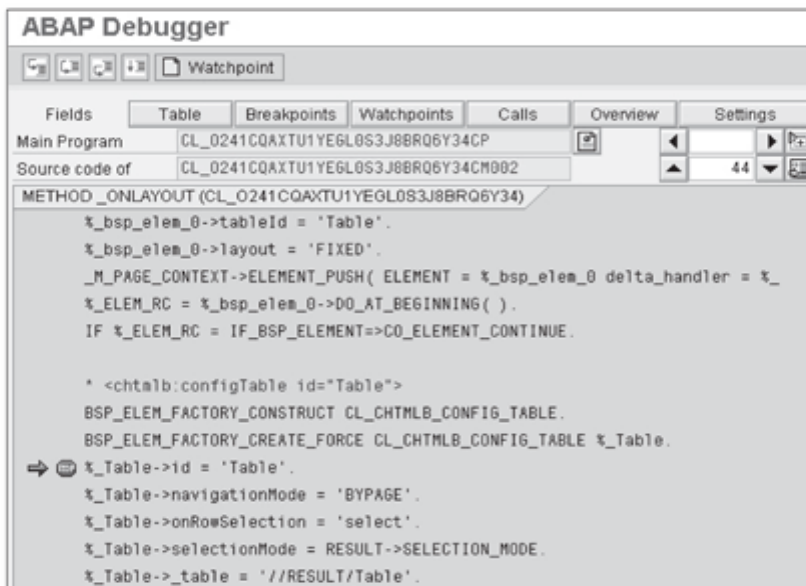 ABAP Debugger
Watchpoint
Fields Table Breakpoints Watchpoints Calls Overview Settings
Main Program CL_O241CQAXTU1YEGL0S3J8BRQ6Y34CP
Source code of CL_O241CQAXTU1YEGL0S3J8BRQ6Y34CM002 44
METHOD _ONLAYOUT (CL_O241CQAXTU1YEGL0S3J8BRQ6Y34)
%_bsp_elem_0->tableId = 'Table'.
%_bsp_elem_0->layout = 'FIXED'.
_M_PAGE_CONTEXT->ELEMENT_PUSH( ELEMENT = %_bsp_elem_0 delta_handler = %_
%_ELEM_RC = %_bsp_elem_0->DO_AT_BEGINNING( ).
IF %_ELEM_RC = IF_BSP_ELEMENT=>CO_ELEMENT_CONTINUE.
* <chtmlb:configTable id="Table">
BSP_ELEM_FACTORY_CONSTRUCT CL_CHTMLB_CONFIG_TABLE.
BSP_ELEM_FACTORY_CREATE_FORCE CL_CHTMLB_CONFIG_TABLE %_Table.
%_Table->id = 'Table'.
%_Table->navigationMode = 'BYPAGE'.
%_Table->onRowSelection = 'select'.
%_Table->selectionMode = RESULT->SELECTION_MODE.
%_Table->_table = '//RESULT/Table'.